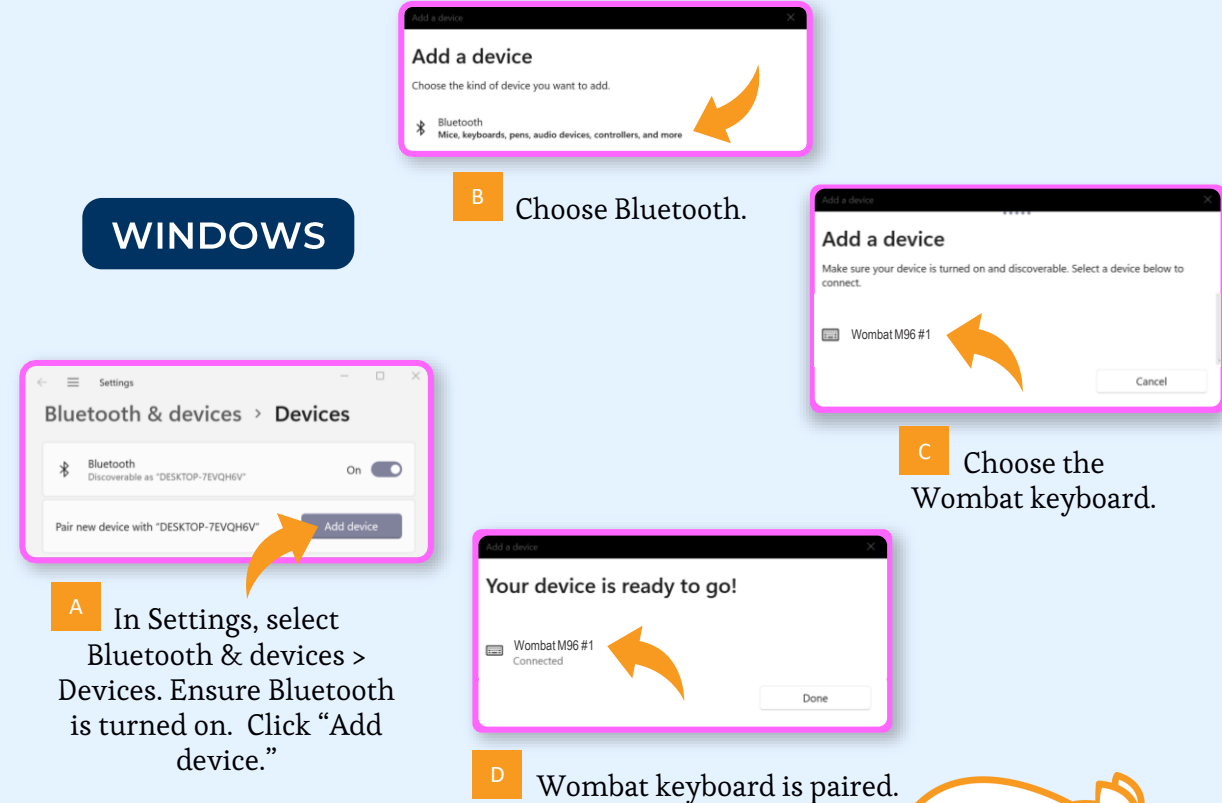 WINDOWS
Settings
Bluetooth & devices > Devices
Bluetooth
Discoverable as "DESKTOP-7EVQH6V"
On
Pair new device with "DESKTOP-7EVQH6V"
Add device
A
In Settings, select
Bluetooth & devices >
Devices. Ensure Bluetooth
is turned on. Click “Add
device.”
Add a device
Add a device
Choose the kind of device you want to add.
Bluetooth
Mice, keyboards, pens, audio devices, controllers, and more
B
Choose Bluetooth.
Add a device
Add a device
Make sure your device is turned on and discoverable. Select a device below to
connect.
Wombat M96 #1
Cancel
C
Choose the
Wombat keyboard.
Add a device
Your device is ready to go!
Wombat M96 #1
Connected
Done
D
Wombat keyboard is paired.